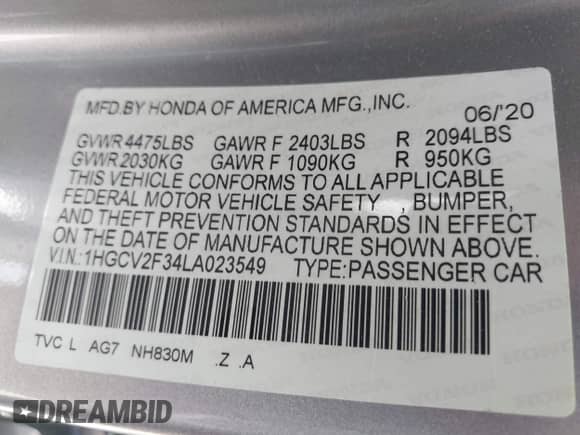 MFD.BY HONDA OF AMERICA MFG.,INC. 06/'20
GVWR 4475LBS GAWR F 2403LBS R 2094LBS
GVWR 2030KG GAWR F 1090KG R 950KG
THIS VEHICLE CONFORMS TO ALL APPLICABLE
FEDERAL MOTOR VEHICLE SAFETY , BUMPER,
AND THEFT PREVENTION STANDARDS IN EFFECT
ON THE DATE OF MANUFACTURE SHOWN ABOVE.
V.I.N.:1HGCV2F34LA023549 TYPE:PASSENGER CAR
TVC L AG7 NH830M .Z .A
DREAMBID